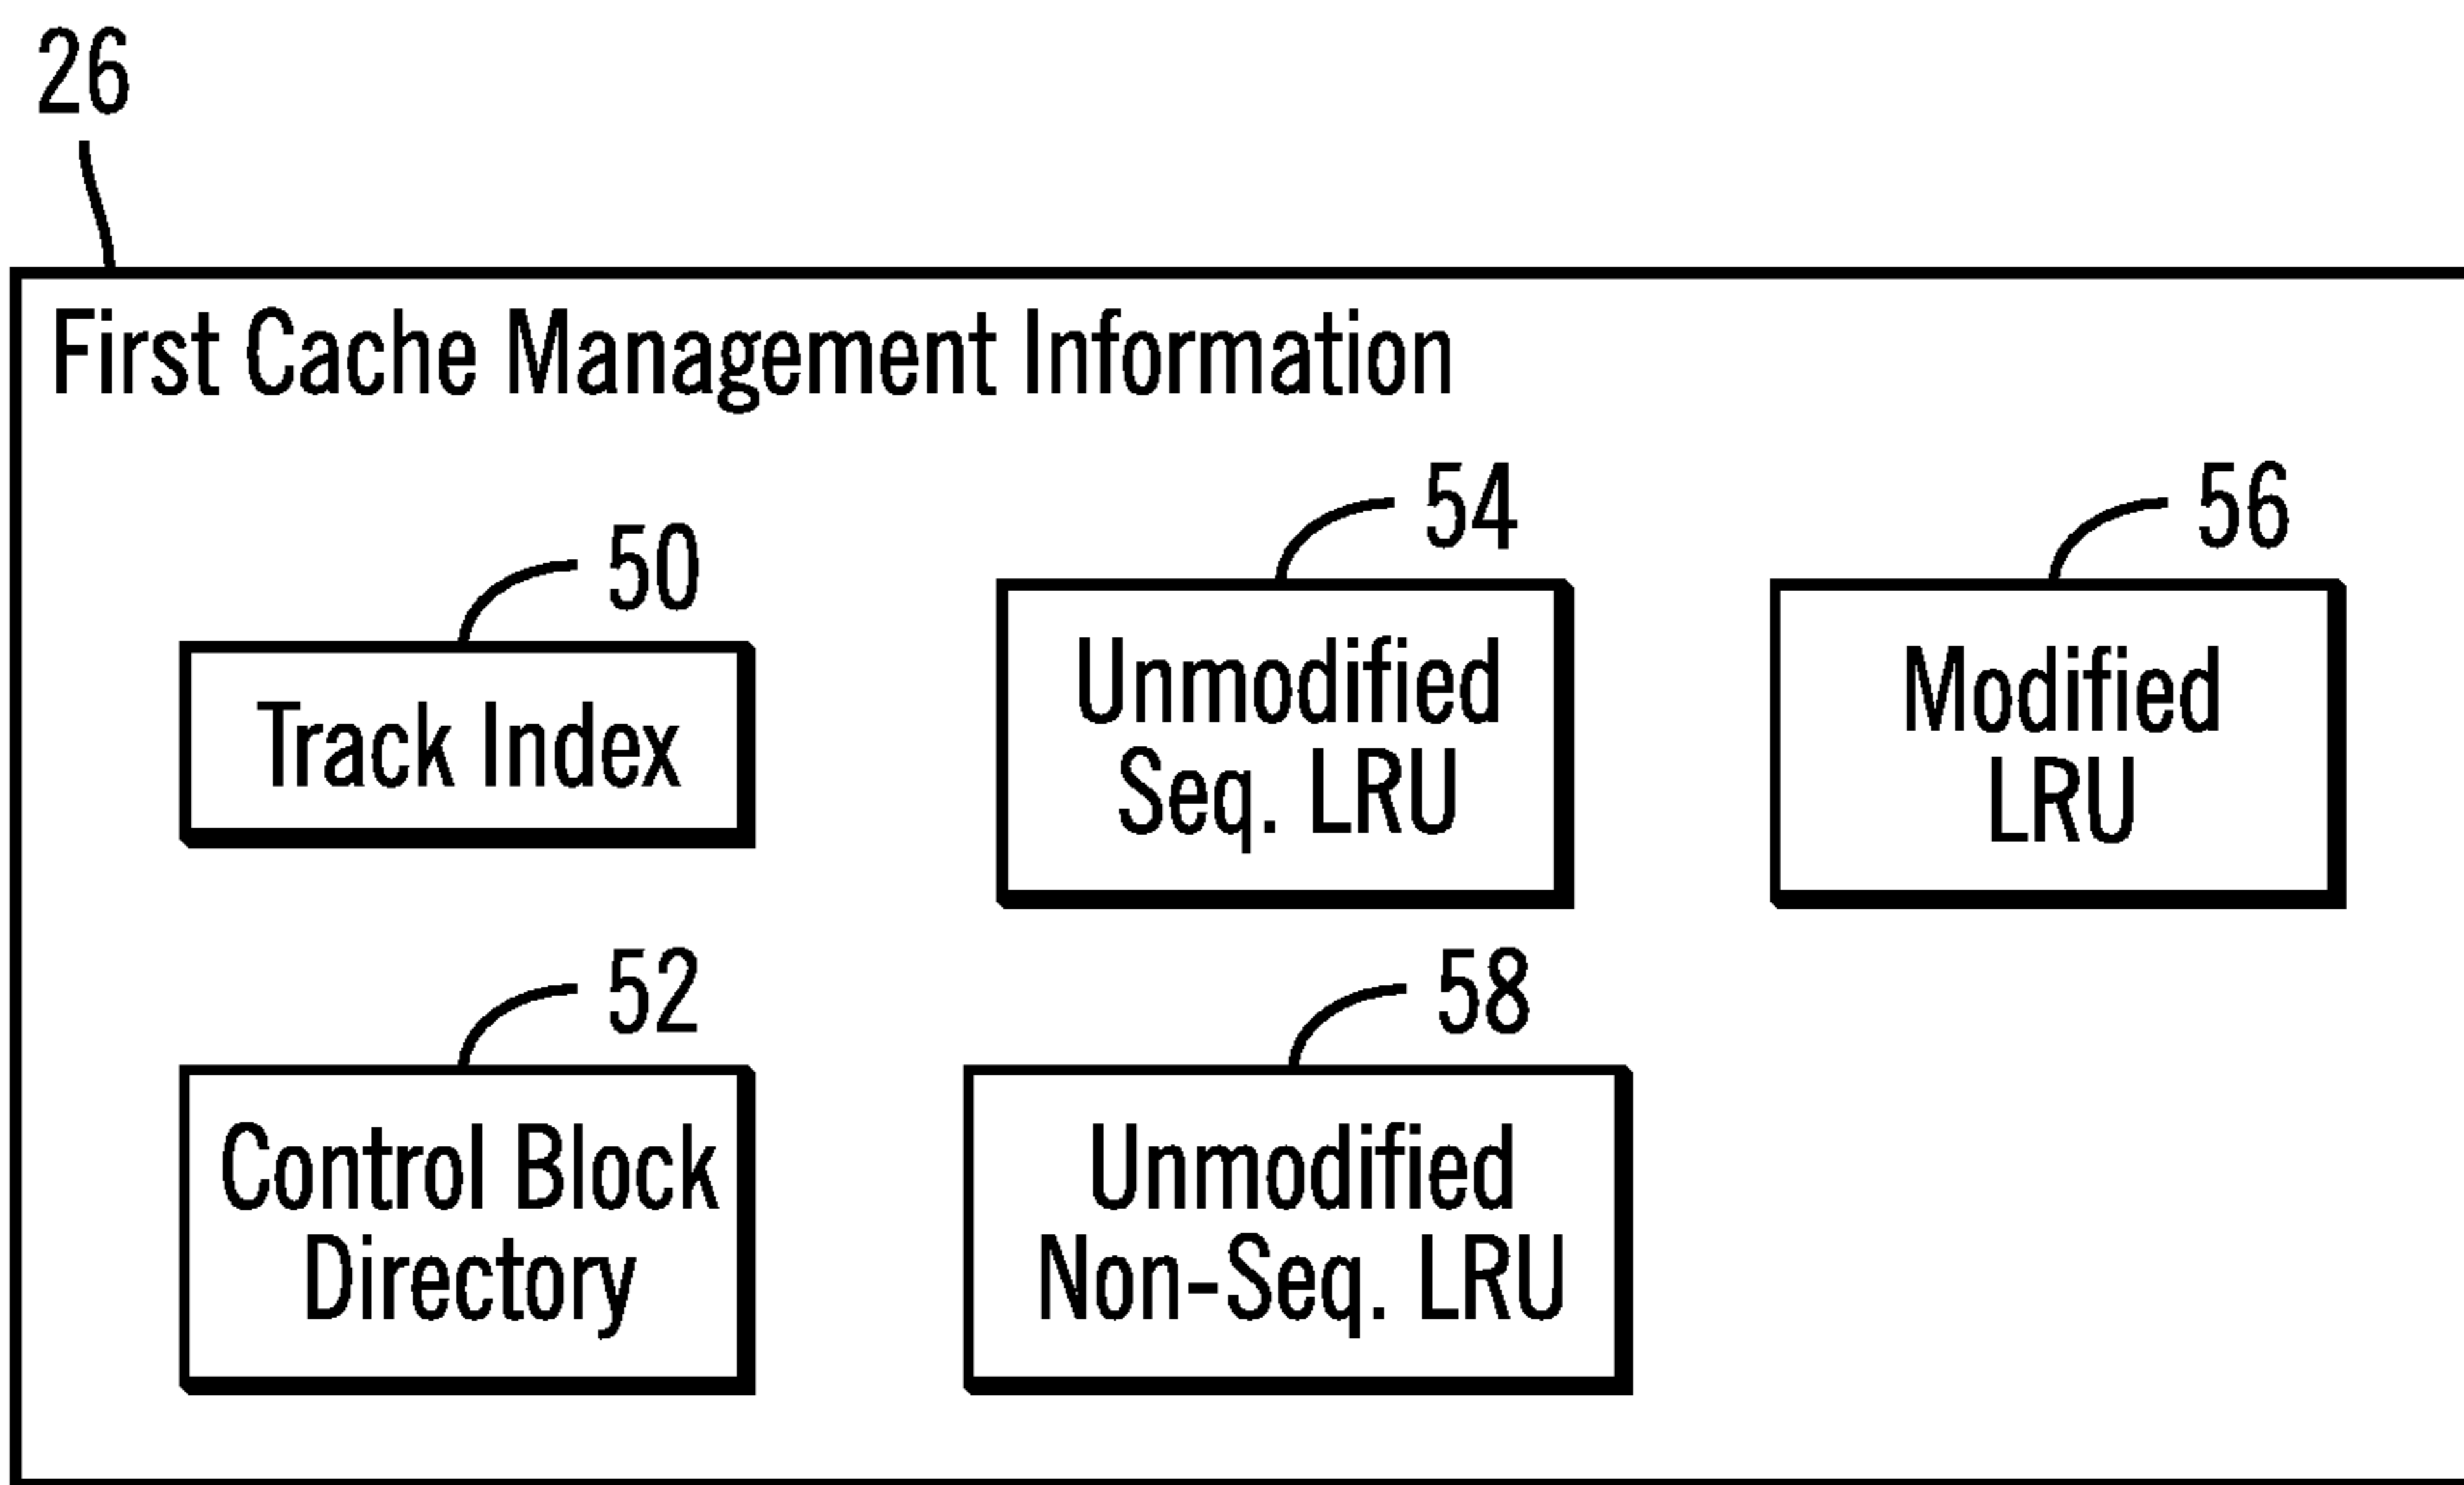 26
First Cache Management Information
50
Track Index
54
Unmodified
Seq. LRU
56
Modified
LRU
52
Control Block
Directory
58
Unmodified
Non-Seq. LRU